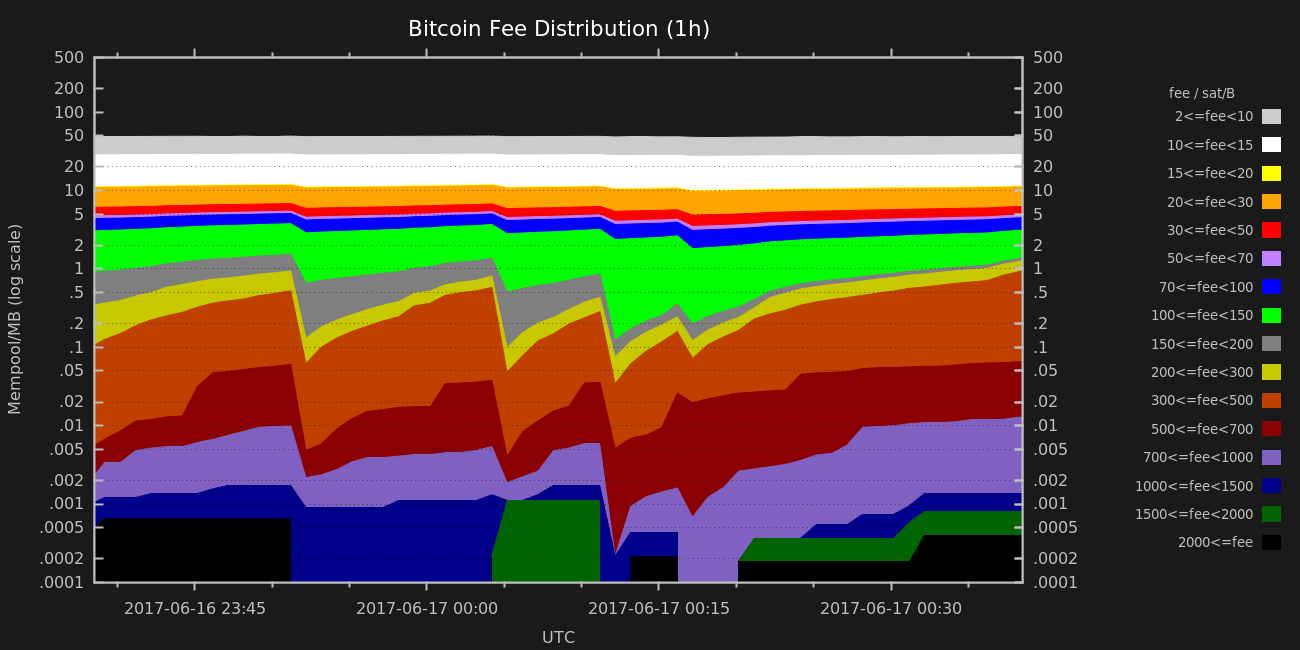 Bitcoin Fee Distribution (1h)
500 500
200 200
100 100
50 50
20 20
10 10
5 5
2 2
1 1
.5 .5
.2 .2
.1 .1
.05 .05
.02 .02
.01 .01
.005 .005
.002 .002
.001 .001
.0005 .0005
.0002 .0002
.0001 .0001
Mempool/MB (log scale)
2017-06-16 23:45 2017-06-17 00:00 2017-06-17 00:15 2017-06-17 00:30
UTC
fee / sat/B
2<=fee<10
10<=fee<15
15<=fee<20
20<=fee<30
30<=fee<50
50<=fee<70
70<=fee<100
100<=fee<150
150<=fee<200
200<=fee<300
300<=fee<500
500<=fee<700
700<=fee<1000
1000<=fee<1500
1500<=fee<2000
2000<=fee